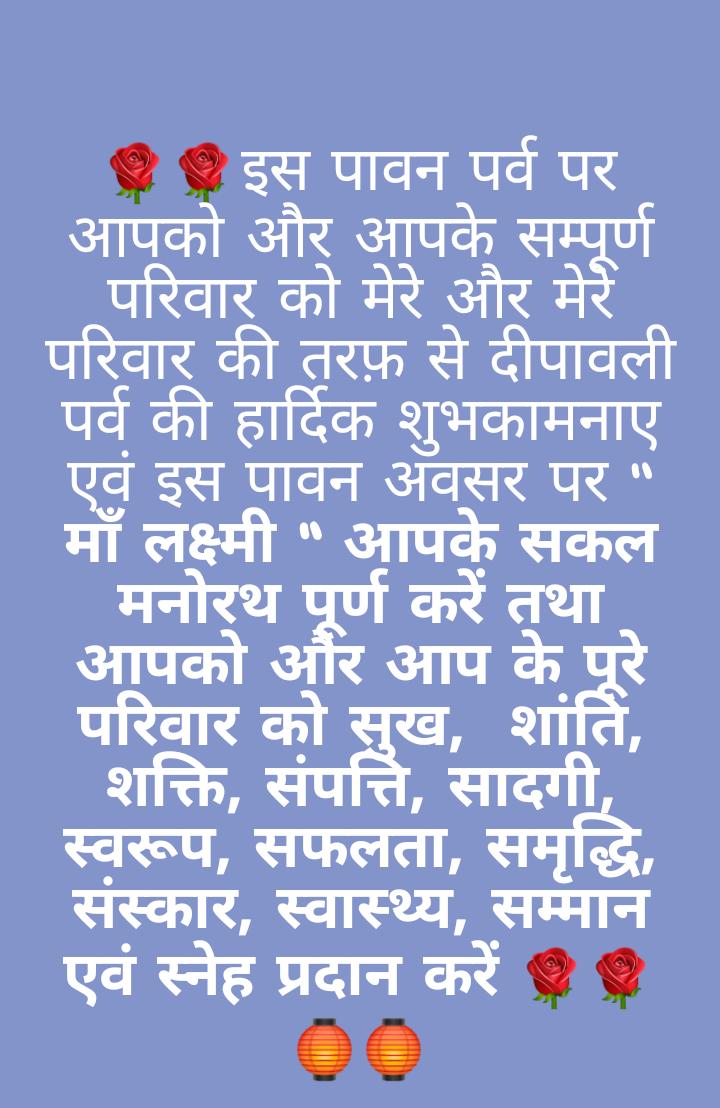 🌹🌹इस पावन पर्व पर
आपको और आपके सम्पूर्ण
परिवार को मेरे और मेरे
परिवार की तरफ़ से दीपावली
पर्व की हार्दिक शुभकामनाए
एवं इस पावन अवसर पर “
माँ लक्ष्मी “ आपके सकल
मनोरथ पूर्ण करें तथा
आपको और आप के पूरे
परिवार को सुख,  शांति,
शक्ति, संपत्ति, सादगी,
स्वरूप, सफलता, समृद्धि,
संस्कार, स्वास्थ्य, सम्मान
एवं स्नेह प्रदान करें 🌹🌹
🏮🏮